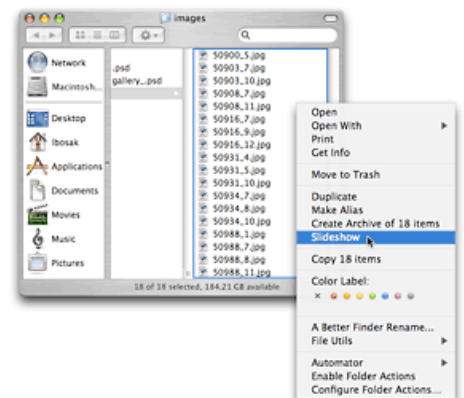 images
Network
Macintosh...
Desktop
lbosak
Applications
Documents
Movies
Music
Pictures
.psd
gallery_.psd
50900_5.jpg
50903_7.jpg
50903_10.jpg
50908_7.jpg
50908_11.jpg
50916_7.jpg
50916_9.jpg
50916_12.jpg
50931_4.jpg
50931_5.jpg
50931_10.jpg
50934_7.jpg
50934_8.jpg
50934_10.jpg
50988_1.jpg
50988_7.jpg
50988_8.jpg
50988_11.jpg
18 of 18 selected, 184.21 GB available
Open
Open With
Print
Get Info
Move to Trash
Duplicate
Make Alias
Create Archive of 18 items
Slideshow
Copy 18 items
Color Label:
A Better Finder Rename...
File Utils
Automator
Enable Folder Actions
Configure Folder Actions...